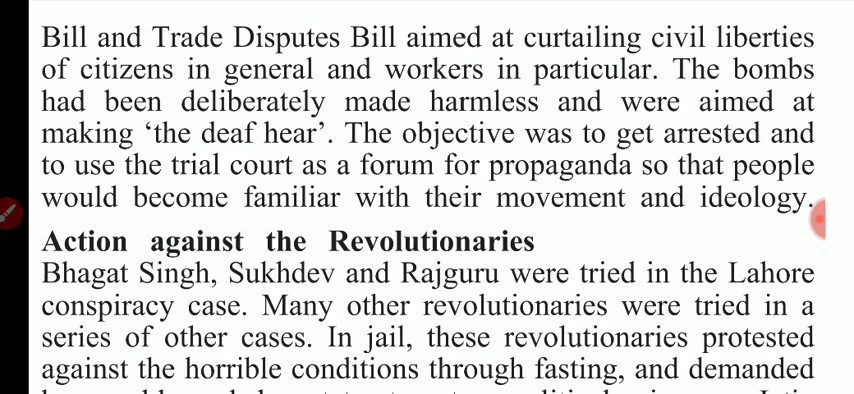 Bill and Trade Disputes Bill aimed at curtailing civil liberties
of citizens in general and workers in particular. The bombs
had been deliberately made harmless and were aimed at
making ‘the deaf hear’. The objective was to get arrested and
to use the trial court as a forum for propaganda so that people
would become familiar with their movement and ideology.
Action against the Revolutionaries
Bhagat Singh, Sukhdev and Rajguru were tried in the Lahore
conspiracy case. Many other revolutionaries were tried in a
series of other cases. In jail, these revolutionaries protested
against the horrible conditions through fasting, and demanded